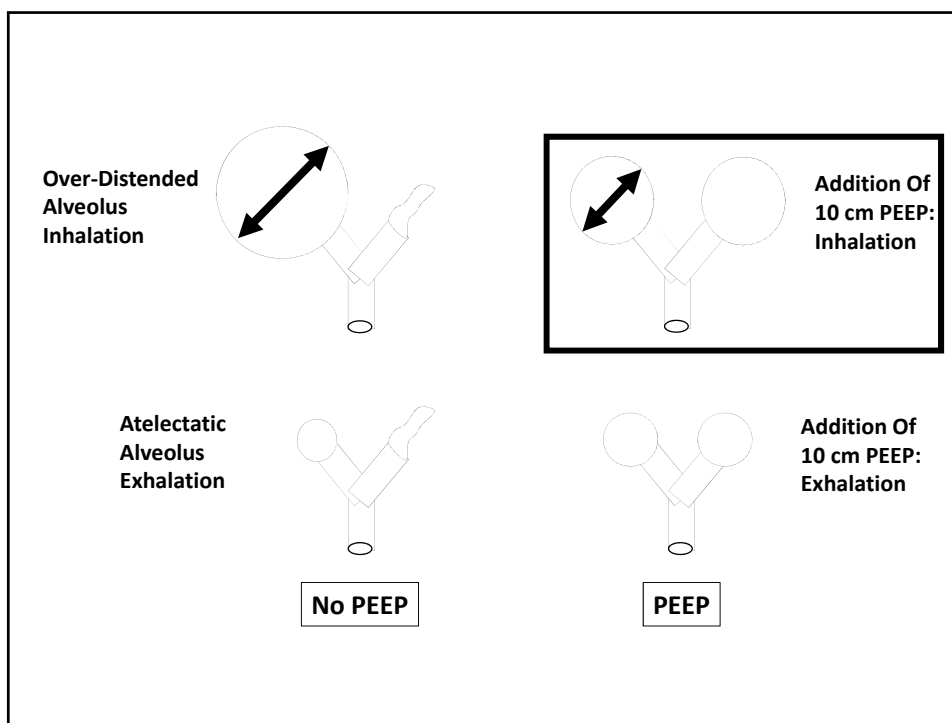 Over-Distended
Alveolus
Inhalation
Addition Of
10 cm PEEP:
Inhalation
Atelectatic
Alveolus
Exhalation
Addition Of
10 cm PEEP:
Exhalation
No PEEP
PEEP